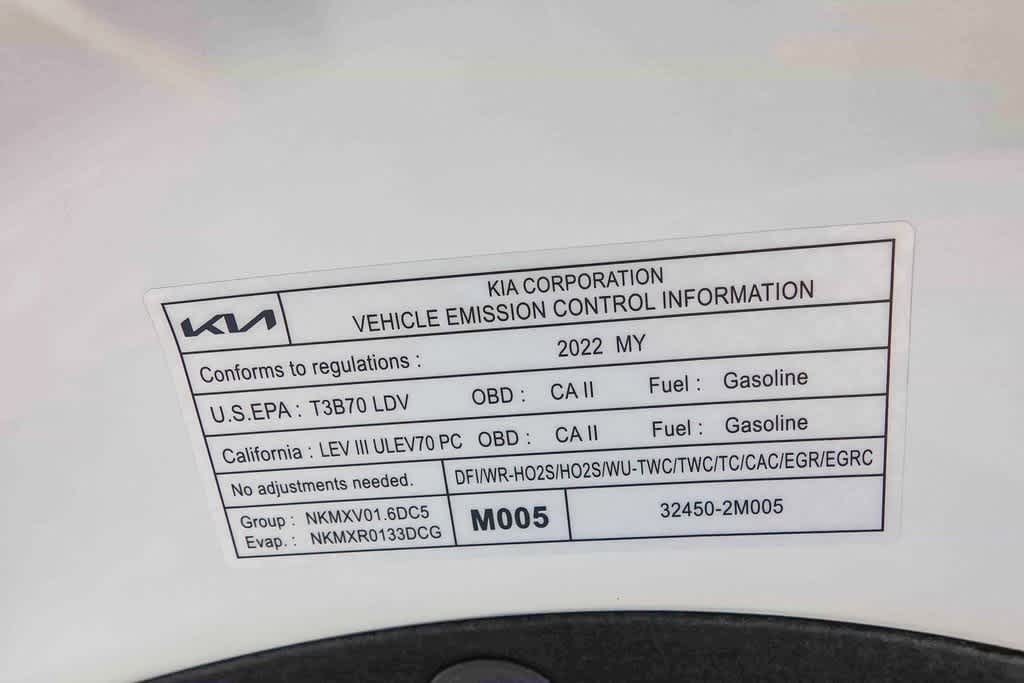 KIA
KIA CORPORATION
VEHICLE EMISSION CONTROL INFORMATION
Conforms to regulations : 2022 MY
U.S.EPA : T3B70 LDV OBD : CA II Fuel : Gasoline
California : LEV III ULEV70 PC OBD : CA II Fuel : Gasoline
No adjustments needed. DFI/WR-HO2S/HO2S/WU-TWC/TWC/TC/CAC/EGR/EGRC
Group : NKMXV01.6DC5
Evap. : NKMXR0133DCG
M005 32450-2M005